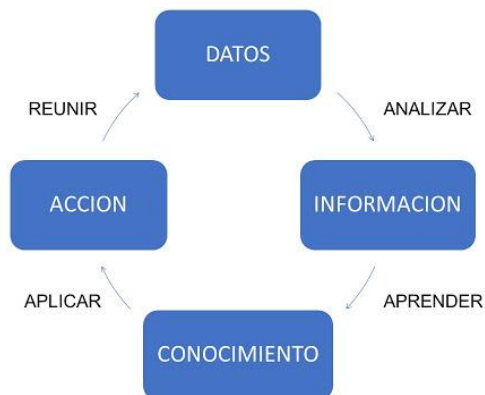 DATOS
REUNIR
ANALIZAR
ACCION
INFORMACION
APLICAR
APRENDER
CONOCIMIENTO